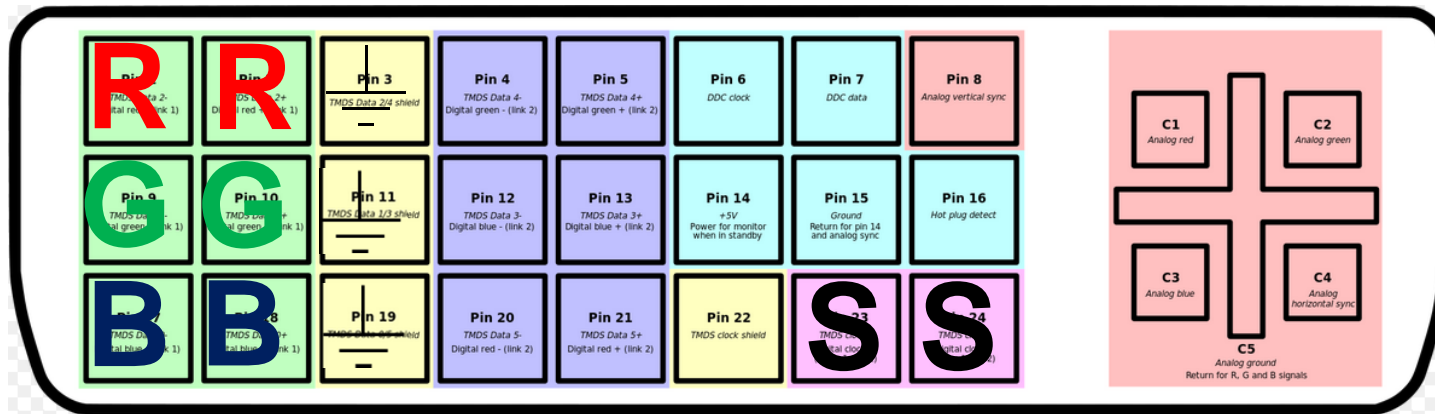 R
R
Pin 3
TMDS Data 2/4 shield
Pin 4
TMDS Data 4-
Digital green - (link 2)
Pin 5
TMDS Data 4+
Digital green + (link 2)
Pin 6
DDC clock
Pin 7
DDC data
Pin 8
Analog vertical sync
G
Pin 9
G
Pin 10
Pin 11
TMDS Data 1/3 shield
Pin 12
TMDS Data 3-
Digital blue - (link 2)
Pin 13
TMDS Data 3+
Digital blue + (link 2)
Pin 14
+5V
Power for monitor
when in standby
Pin 15
Ground
Return for pin 14
and analog sync
Pin 16
Hot plug detect
B
B
Pin 19
shield
Pin 20
TMDS Data 5-
Digital red - (link 2)
Pin 21
TMDS Data 5+
Digital red + (link 2)
Pin 22
TMDS clock shield
S
S
C1
Analog red
C2
Analog green
C3
Analog blue
C4
Analog
horizontal sync
C5
Analog ground
Return for R, G and B signals